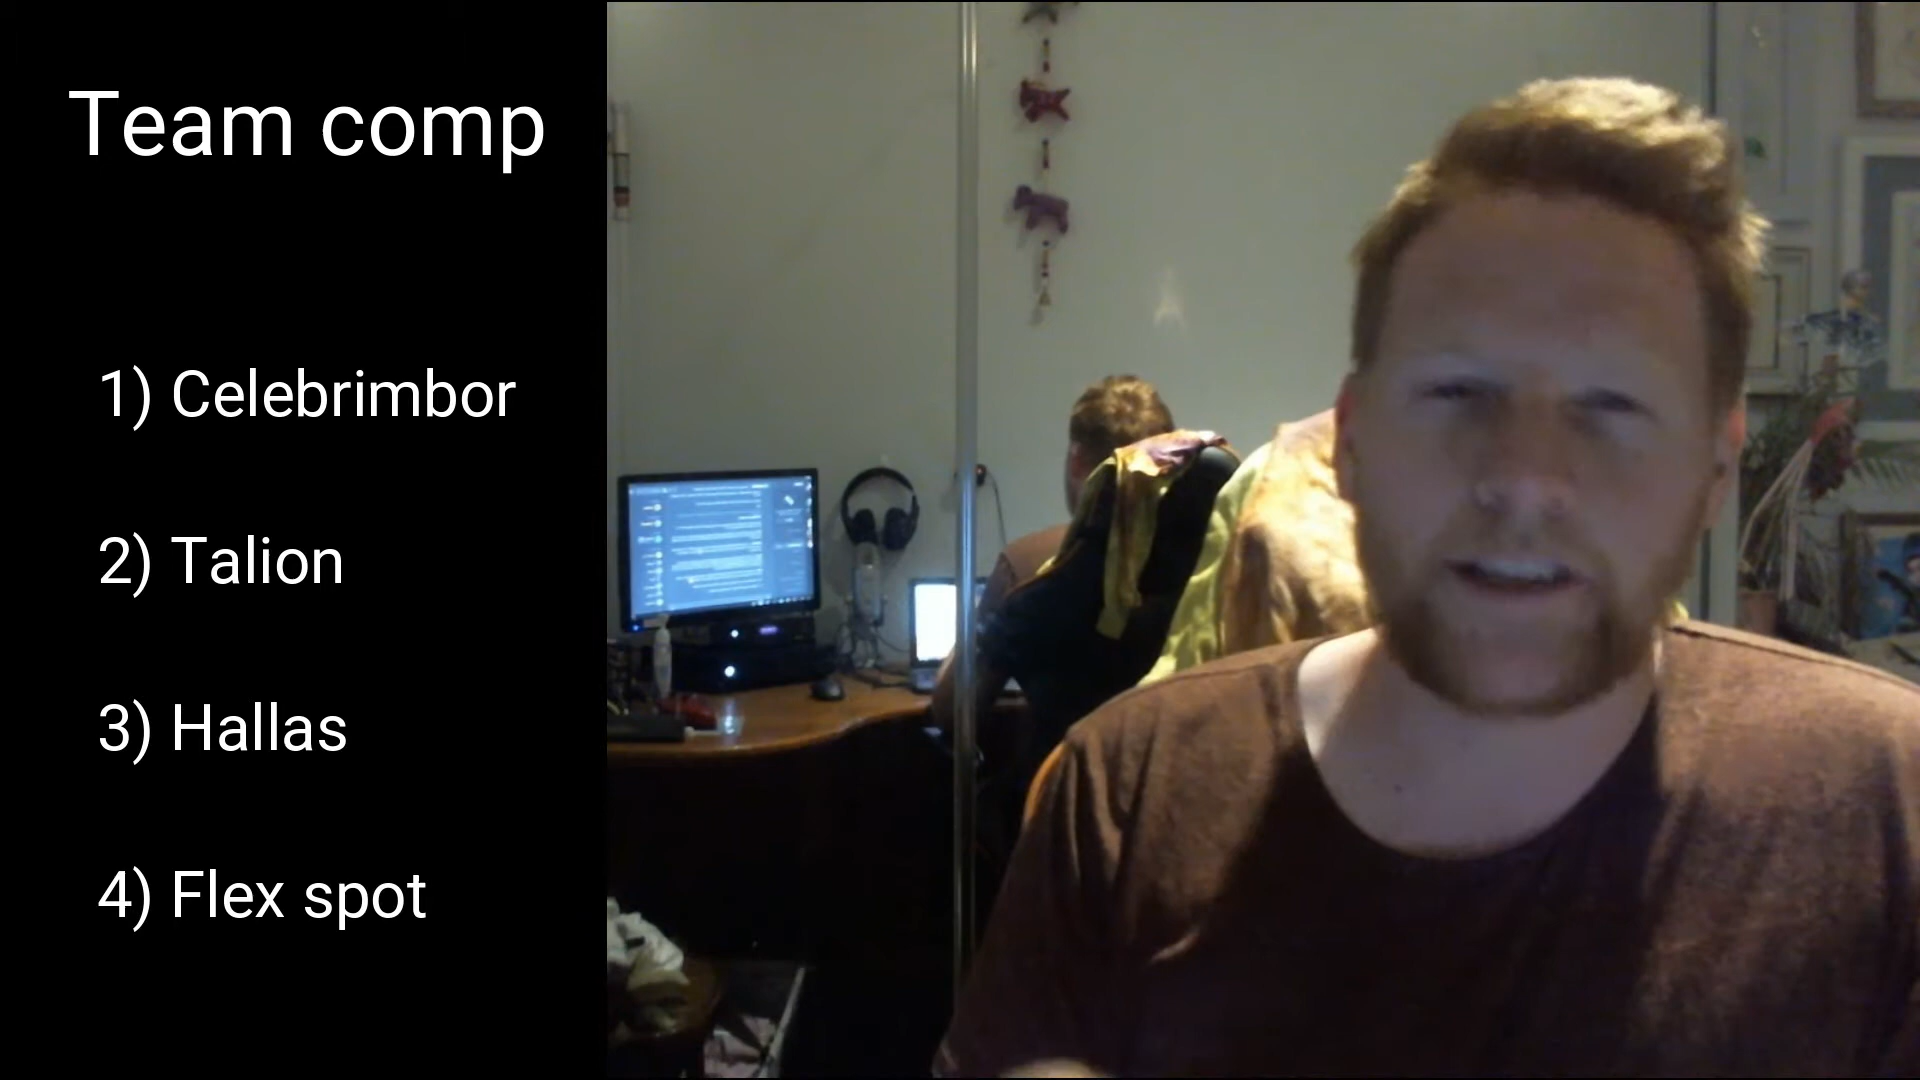 Team comp
1) Celebrimbor
2) Talion
3) Hallas
4) Flex spot